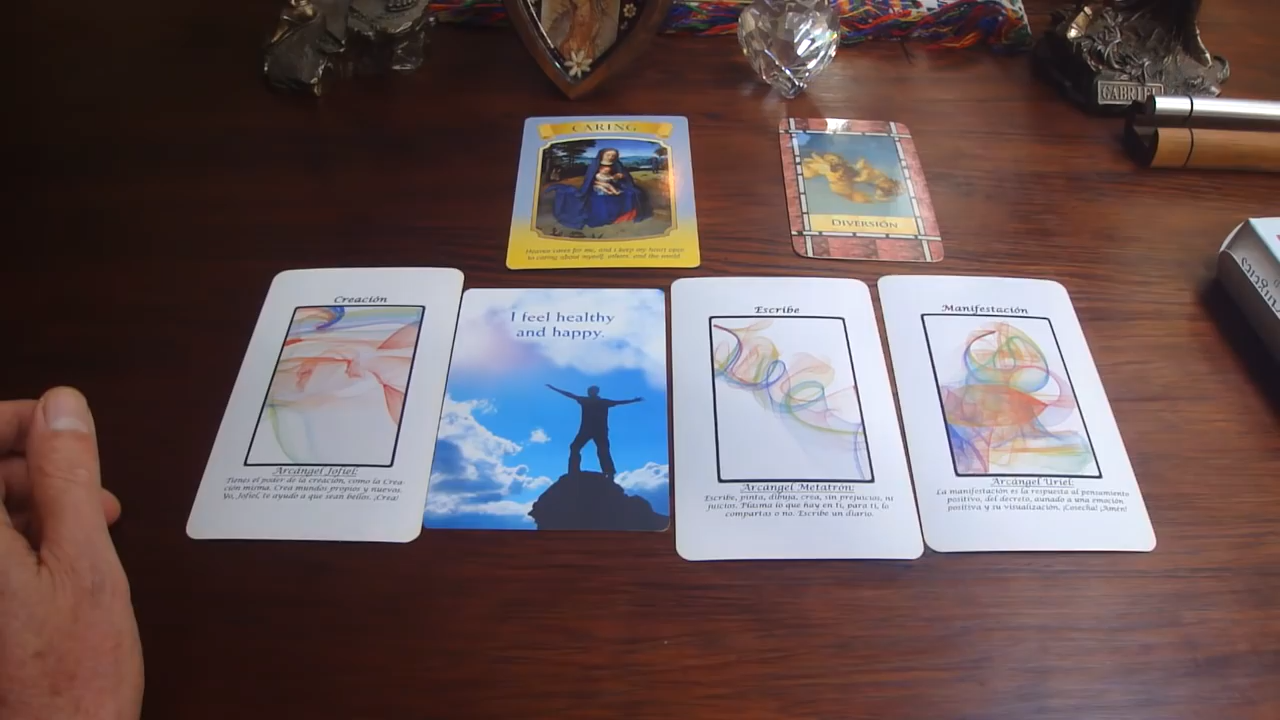 GABRIEL
CARING
Heaven cares for me, and I keep my heart open
to caring about myself, others, and the world
DIVERSIÓN
Creación
Arcángel Jofiel:
Tienes el poder de la creación, como la Crea-
ción misma. Crea mundos propios y nuevos.
Yo, Jofiel, te ayudo a que sean bellos. ¡Crea!
I feel healthy
and happy.
Escribe
Arcángel Metatrón:
Escribe, pinta, dibuja, crea, sin prejuicios, ni
juicios. Plasma lo que hay en ti, para ti, lo
compartas o no. Escribe un diario.
Manifestación
Arcángel Uriel:
La manifestación es la respuesta al pensamiento
positivo, del decreto, aunado a una emoción
positiva y su visualización. ¡Cosecha! ¡Amén!